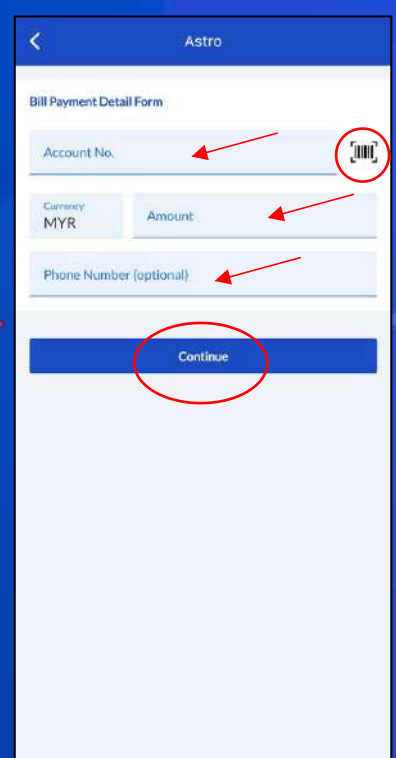 Astro
Bill Payment Detail Form
Account No.
Currency
MYR
Amount
Phone Number (optional)
Continue